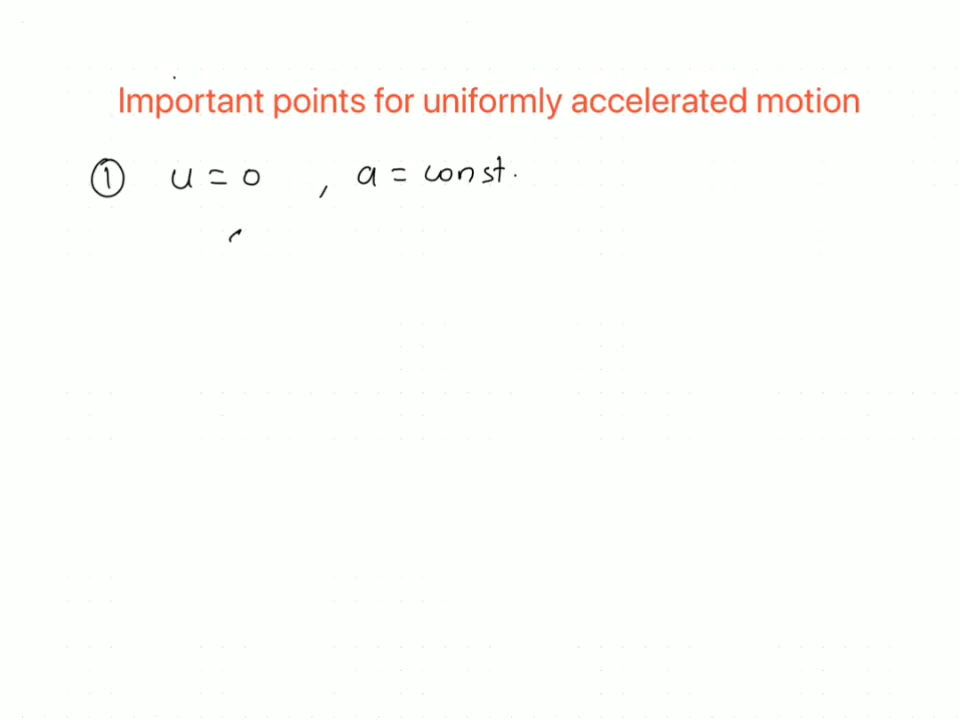 Important points for uniformly accelerated motion
① u = 0 , a = const.